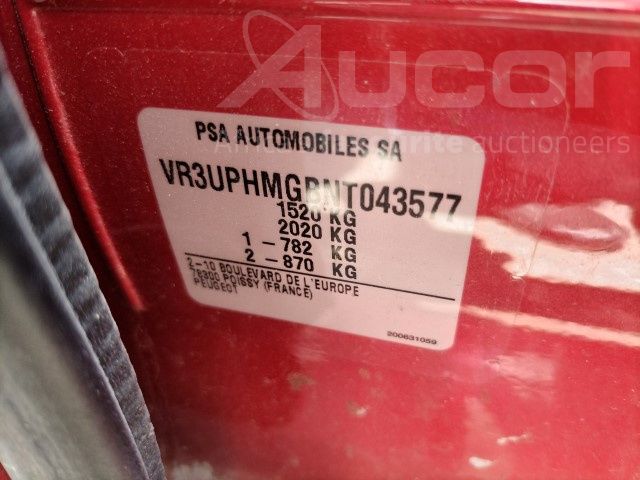 Aucor
PSA AUTOMOBILES SA
auctioneers
VR3UPHMGBNT043577
1520 KG
2020 KG
1 - 782 KG
2 - 870 KG
2-10 BOULEVARD DE L'EUROPE
78300 POISSY (FRANCE)
PEUGEOT
200631059